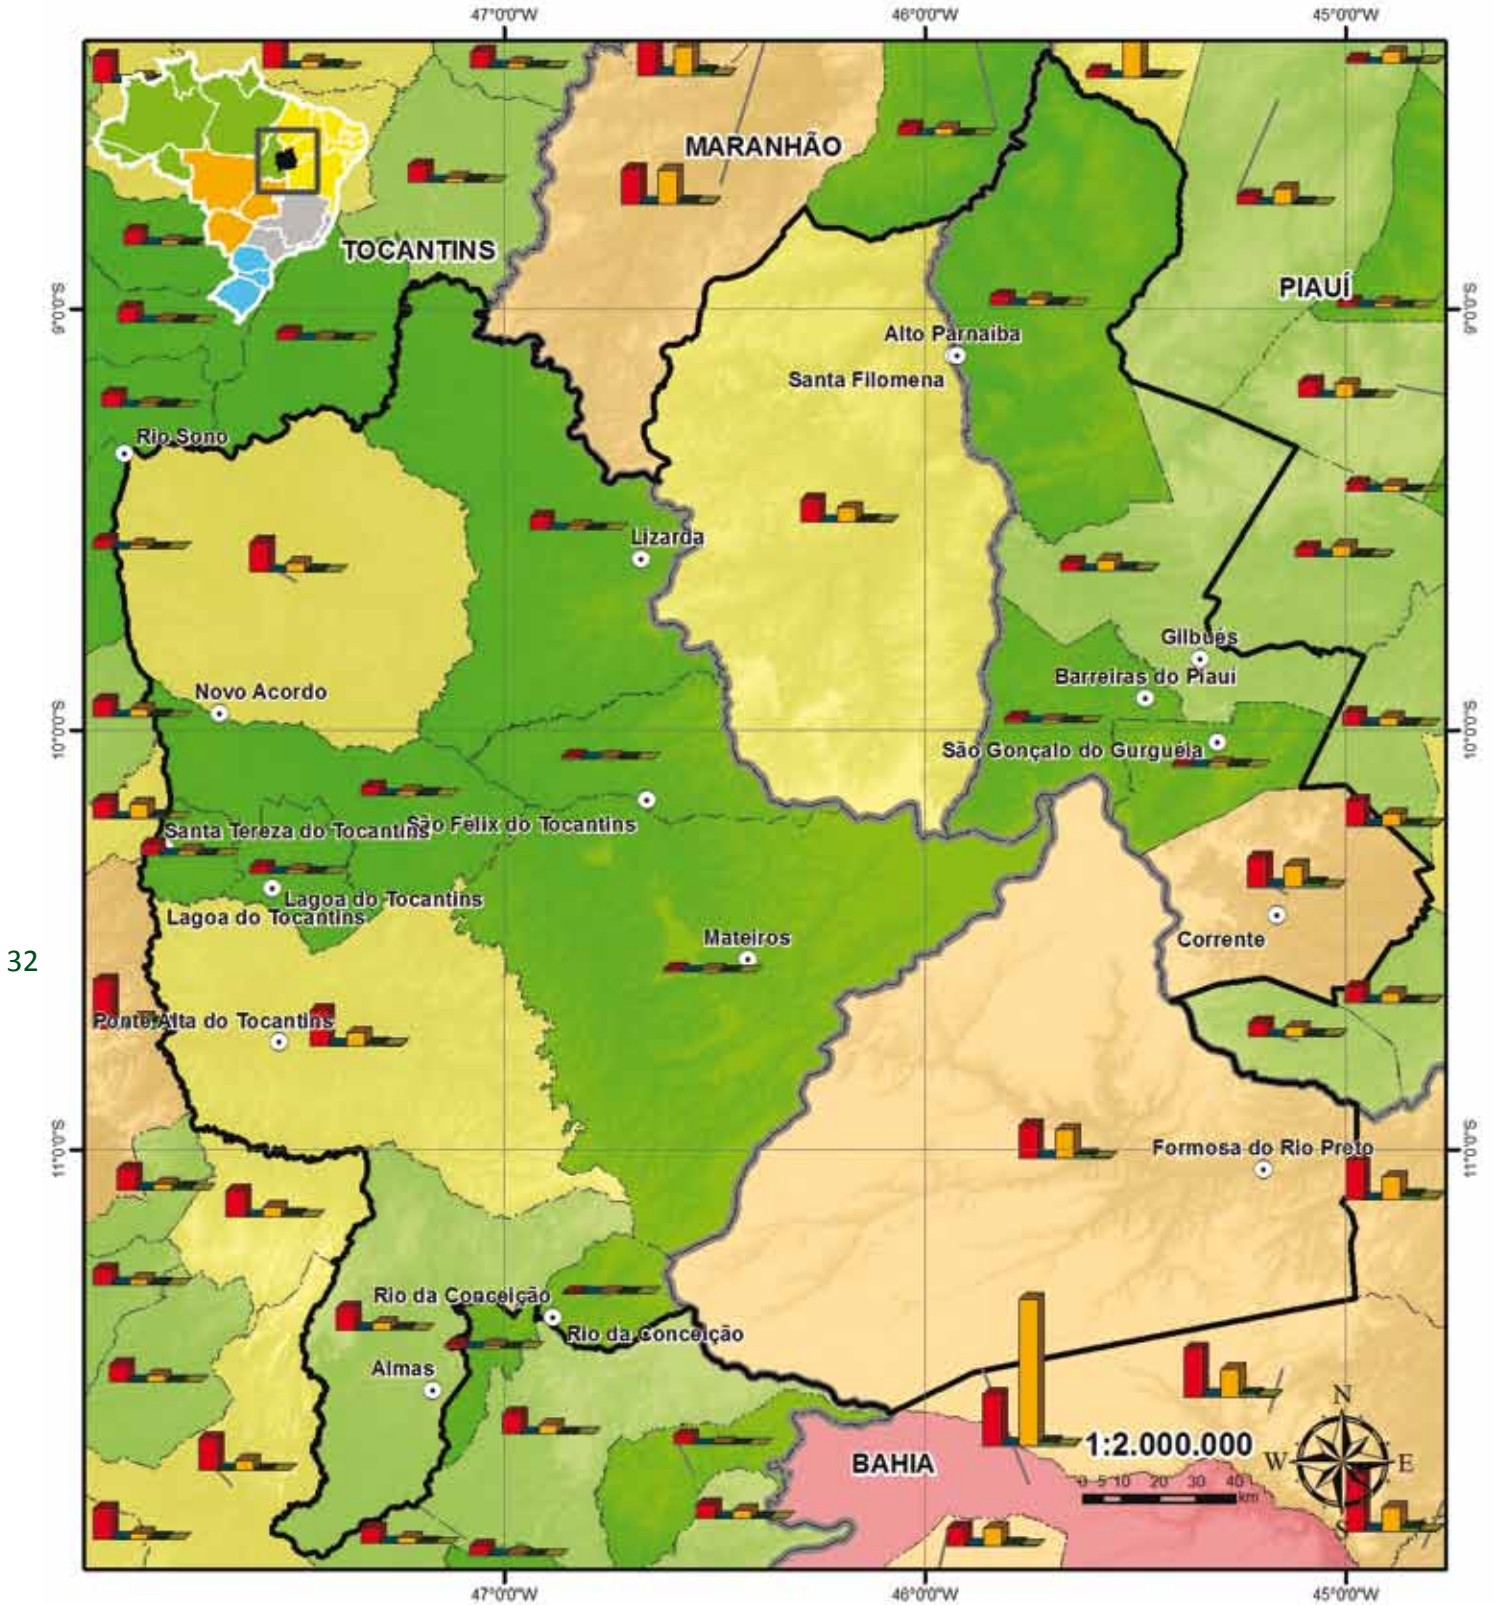 47°0'0"W 46°0'0"W 45°0'0"W
MARANHÃO
TOCANTINS
PIAUÍ
9°0'0"S 9°0'0"S
Alto Parnaiba
Santa Filomena
Rio Sono
Lizarda
Gilbués
Barreiras do Piauí
Novo Acordo
10°0'0"S 10°0'0"S
São Gonçalo do Gurguéia
Santa Tereza do Tocantins
São Félix do Tocantins
Lagoa do Tocantins
Lagoa do Tocantins
Mateiros
Corrente
32
Ponte Alta do Tocantins
11°0'0"S 11°0'0"S
Formosa do Rio Preto
Rio da Conceição
Rio da Conceição
Almas
N
BAHIA
1:2.000.000
W E
0 5 10 20 30 40
km
S
47°0'0"W 46°0'0"W 45°0'0"W